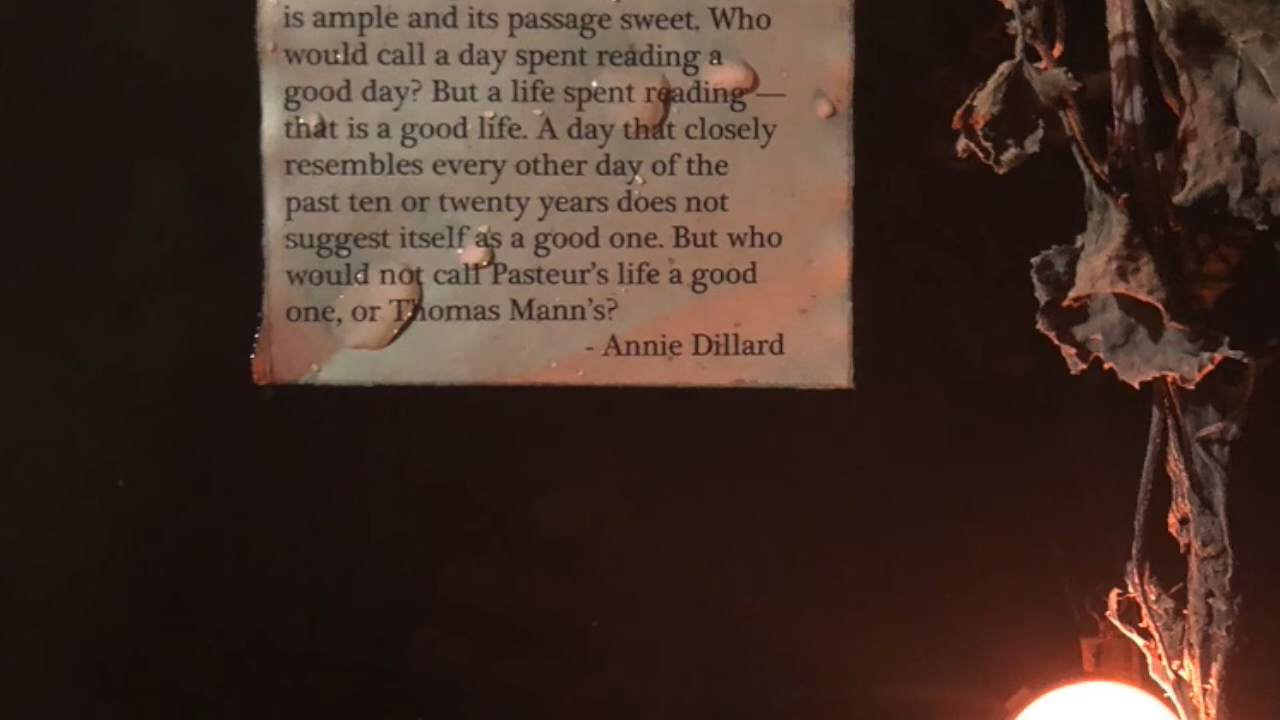 is ample and its passage sweet. Who
would call a day spent reading a
good day? But a life spent reading —
that is a good life. A day that closely
resembles every other day of the
past ten or twenty years does not
suggest itself as a good one. But who
would not call Pasteur’s life a good
one, or Thomas Mann’s?
- Annie Dillard